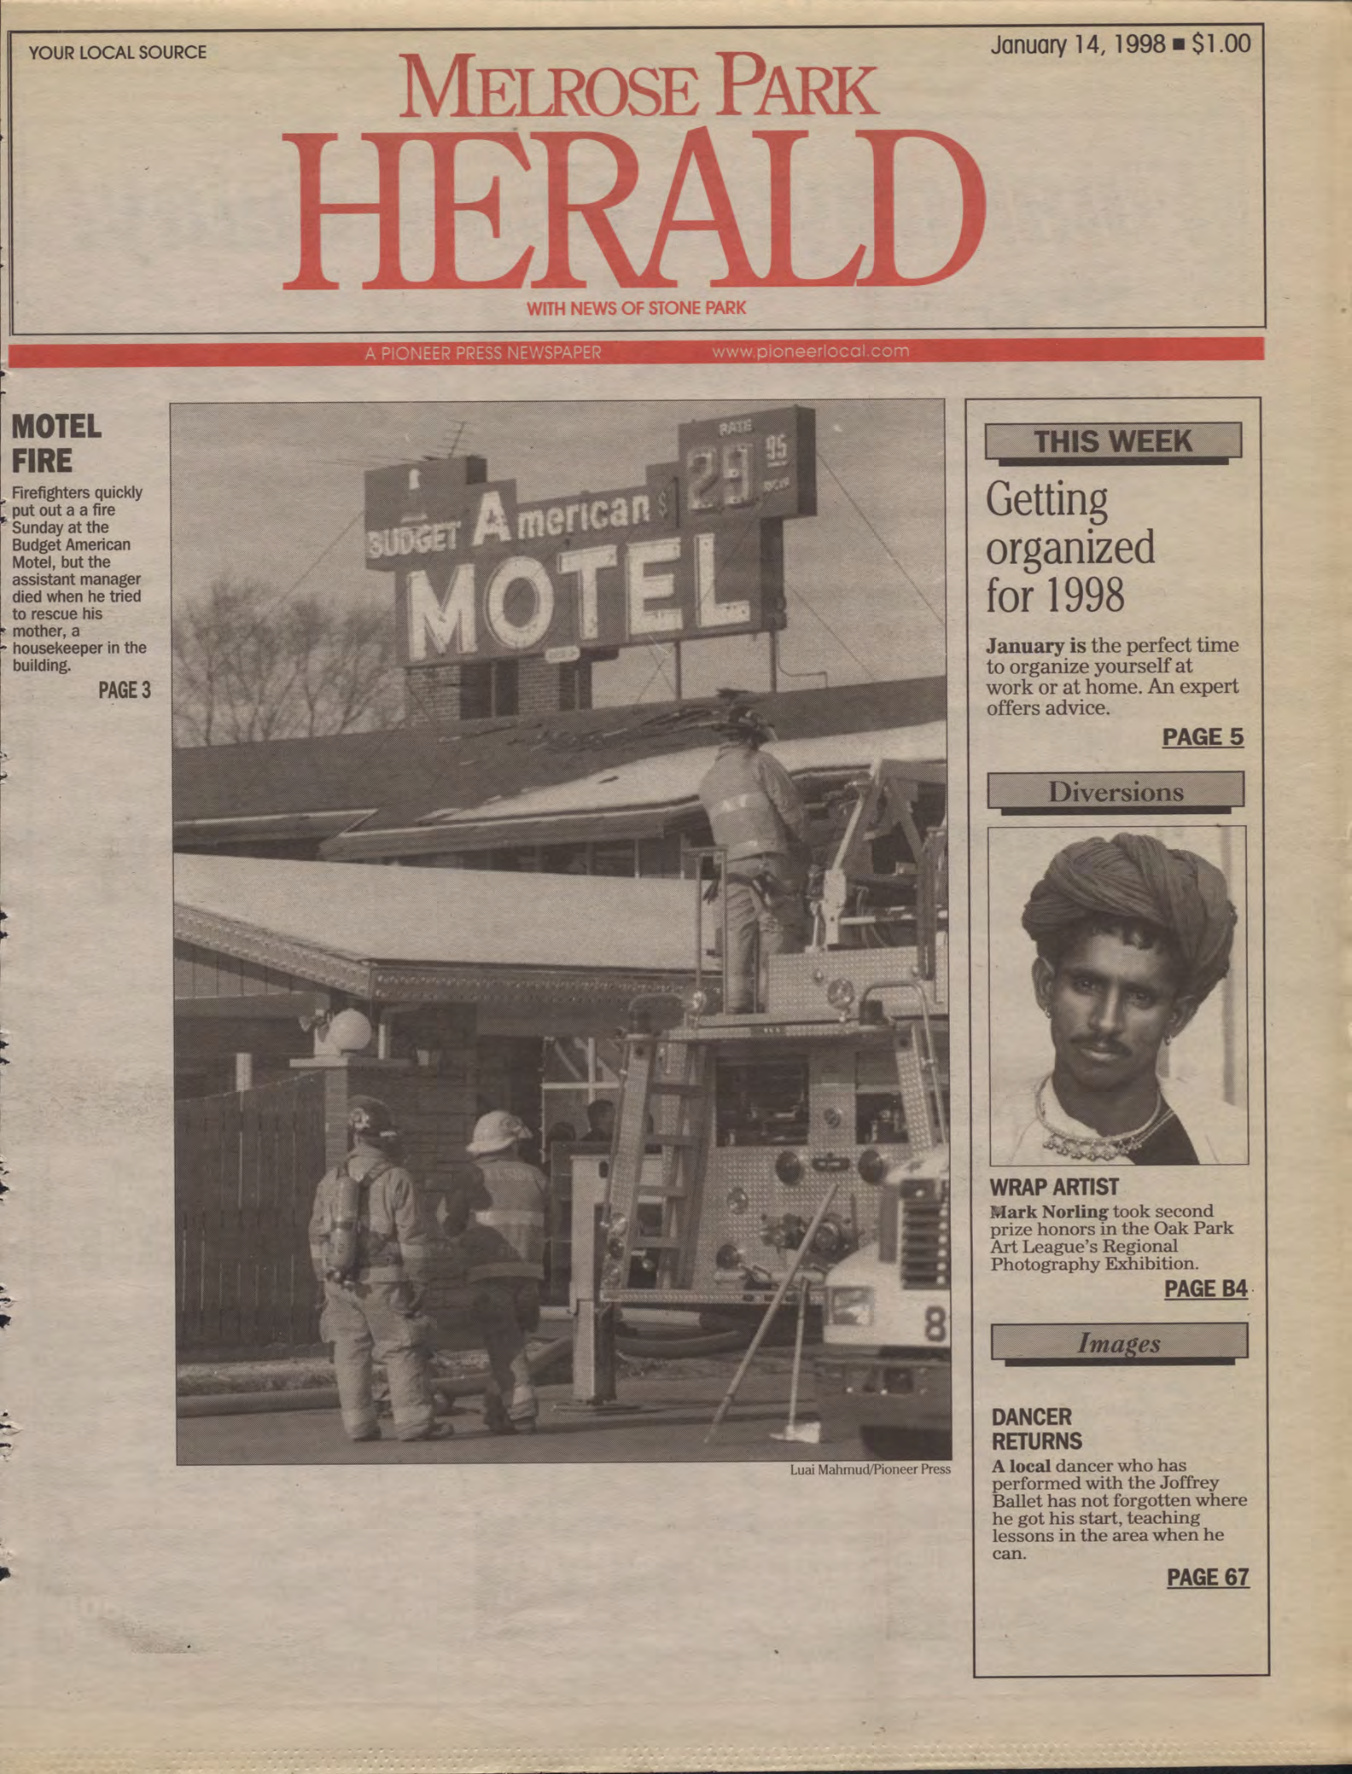 YOUR LOCAL SOURCE
January 14, 1998 ■ $1.00
MELROSE PARK
HERALD
WITH NEWS OF STONE PARK
A PIONEER PRESS NEWSPAPER www.pioneerlocal.com
MOTEL
FIRE
Firefighters quickly
put out a a fire
Sunday at the
Budget American
Motel, but the
assistant manager
died when he tried
to rescue his
mother, a
housekeeper in the
building.
PAGE 3
RATE
BUDGET American $ 29 95
MOTEL
8
Luai Mahmud/Pioneer Press
THIS WEEK
Getting
organized
for 1998
January is the perfect time
to organize yourself at
work or at home. An expert
offers advice.
PAGE 5
Diversions
WRAP ARTIST
Mark Norling took second
prize honors in the Oak Park
Art League's Regional
Photography Exhibition.
PAGE B4
Images
DANCER
RETURNS
A local dancer who has
performed with the Joffrey
Ballet has not forgotten where
he got his start, teaching
lessons in the area when he
can.
PAGE 67